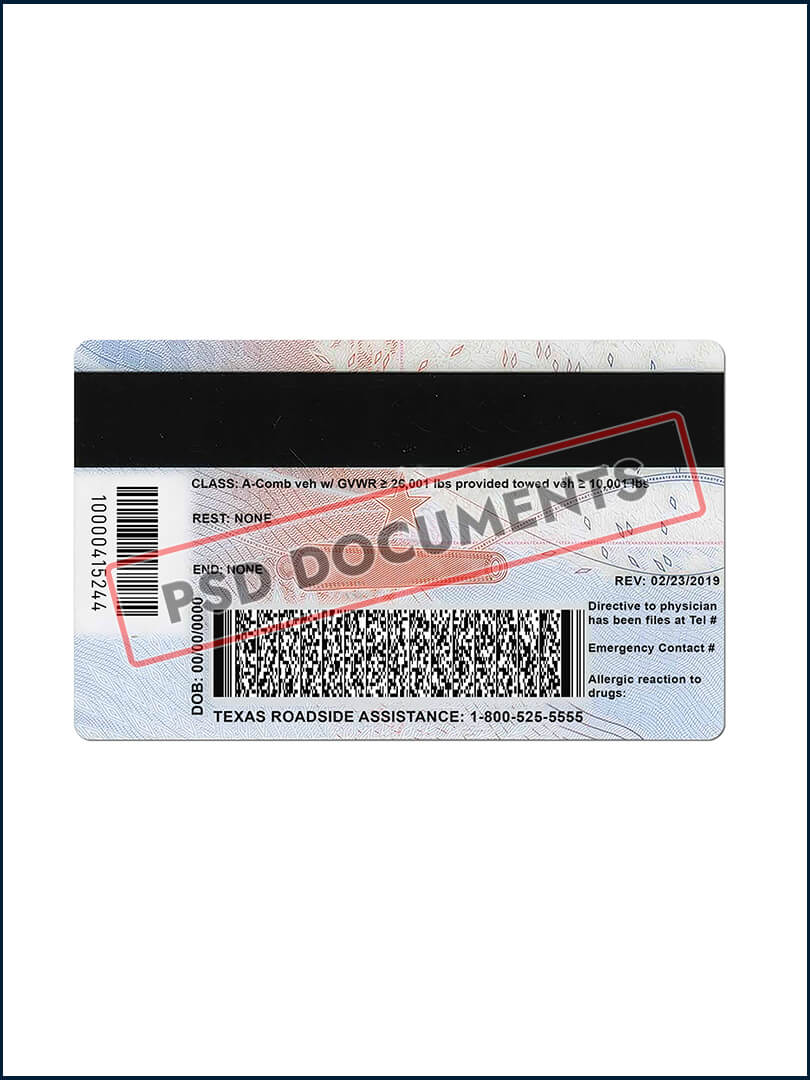 CLASS: A-Comb veh w/ GVWR ≥ 26,001 lbs provided towed veh ≥ 10,001 lbs
REST: NONE
END: NONE
PSD DOCUMENTS
REV: 02/23/2019
10000415244
DOB: 00/00/0000
Directive to physician
has been files at Tel #
Emergency Contact #
Allergic reaction to
drugs:
TEXAS ROADSIDE ASSISTANCE: 1-800-525-5555